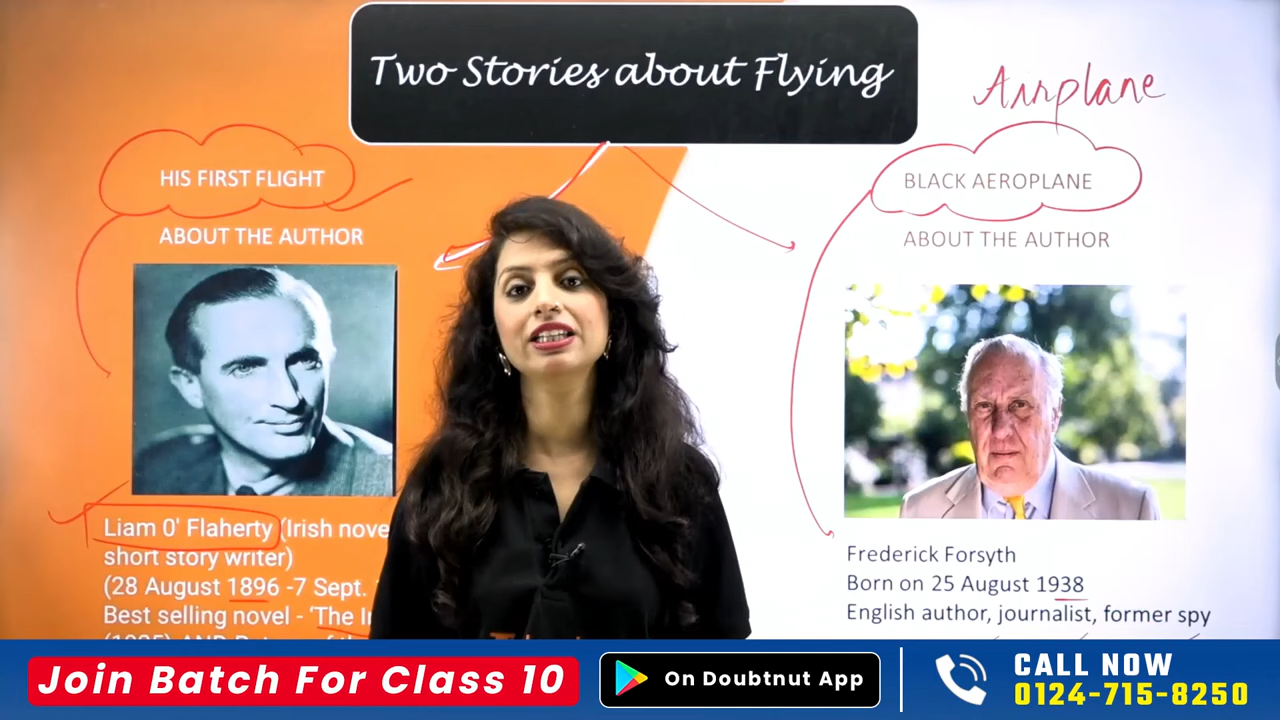 Two Stories about Flying
Airplane
HIS FIRST FLIGHT
ABOUT THE AUTHOR
Liam O' Flaherty (Irish nove
short story writer)
(28 August 1896 -7 Sept.
Best selling novel - ‘The
BLACK AEROPLANE
ABOUT THE AUTHOR
Frederick Forsyth
Born on 25 August 1938
English author, journalist, former spy
Join Batch For Class 10
On Doubtnut App
CALL NOW
0124-715-8250